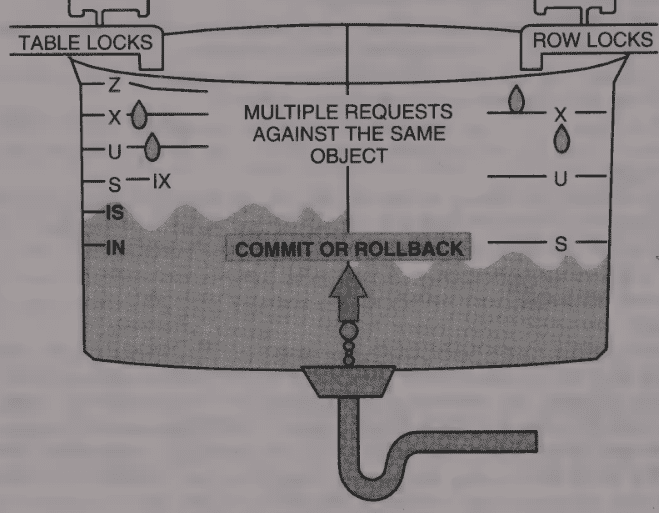 TABLE LOCKS
ROW LOCKS
Z
X
U
S IX
IS
IN
MULTIPLE REQUESTS
AGAINST THE SAME
OBJECT
COMMIT OR ROLLBACK
X
U
S